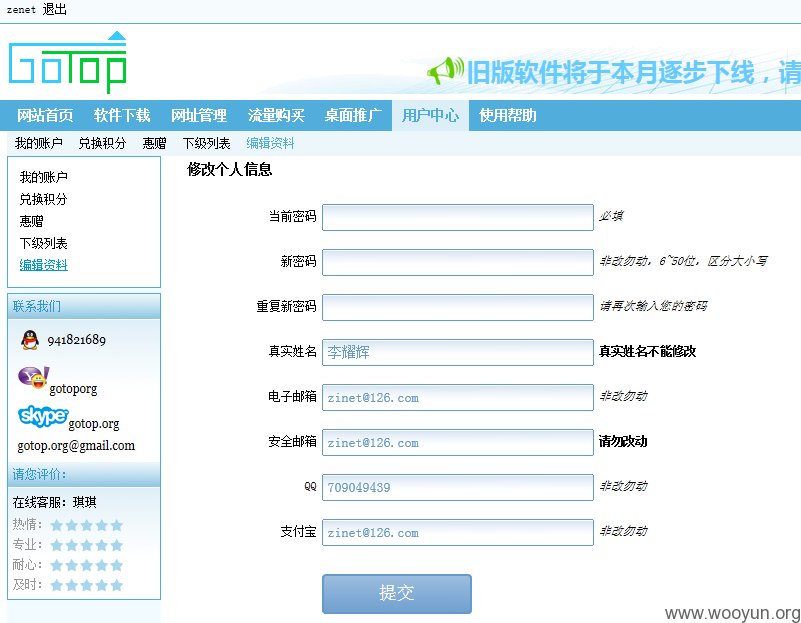 zenet 退出
GoTop
旧版软件将于本月逐步下线，请
网站首页 软件下载 网址管理 流量购买 桌面推广 用户中心 使用帮助
我的账户 兑换积分 惠赠 下级列表 编辑资料
我的账户
兑换积分
惠赠
下级列表
编辑资料
联系我们
941821689
gotoporg
skype gotop.org
gotop.org@gmail.com
请您评价：
在线客服：琪琪
热情：
专业：
耐心：
及时：
修改个人信息
当前密码 必填
新密码 非改勿动，6~50位，区分大小写
重复新密码 请再次输入您的密码
真实姓名 李耀辉 真实姓名不能修改
电子邮箱 zinet@126.com 非改勿动
安全邮箱 zinet@126.com 请勿改动
QQ 709049439 非改勿动
支付宝 zinet@126.com 非改勿动
提交
www.wooyun.org